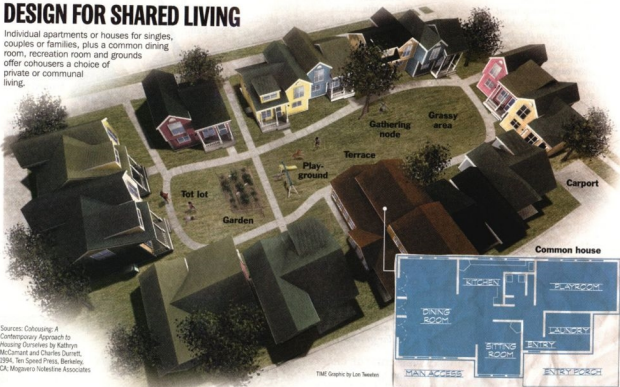 DESIGN FOR SHARED LIVING
Individual apartments or houses for singles,
couples or families, plus a common dining
room, recreation room and grounds
offer cohousers a choice of
private or communal
living.
Gathering
node
Grassy
area
Terrace
Play-
ground
Tot lot
Garden
Carport
Common house
KITCHEN
PLAYROOM
DINING
ROOM
LAUNDRY
SITTING
ROOM
ENTRY
MAIN ACCESS
ENTRY PORCH
Sources: Cohousing: A
Contemporary Approach to
Housing Ourselves by Kathryn
McCamant and Charles Durrett,
1994, Ten Speed Press, Berkeley,
CA; Mogavero Notestine Associates
TIME Graphic by Lon Tweeten